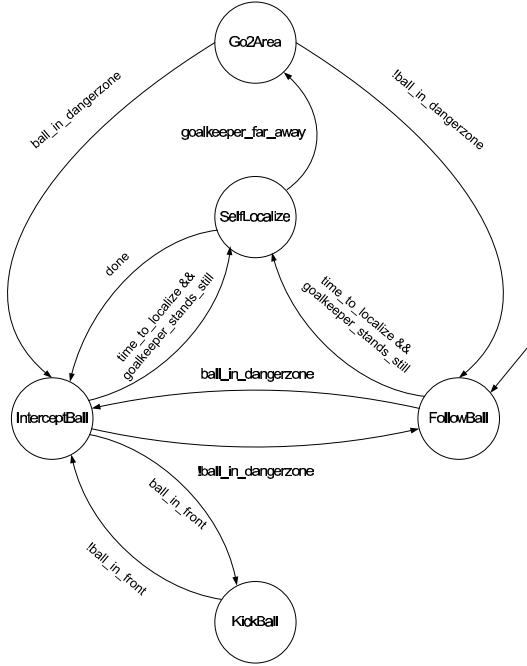 Go2Area
ball_in_dangerzone
!ball_in_dangerzone
goalkeeper_far_away
SelfLocalize
done
time_to_localize &&
goalkeeper_stands_still
time_to_localize &&
goalkeeper_stands_still
ball_in_dangerzone
InterceptBall
FollowBall
!ball_in_dangerzone
ball_in_front
!ball_in_front
KickBall